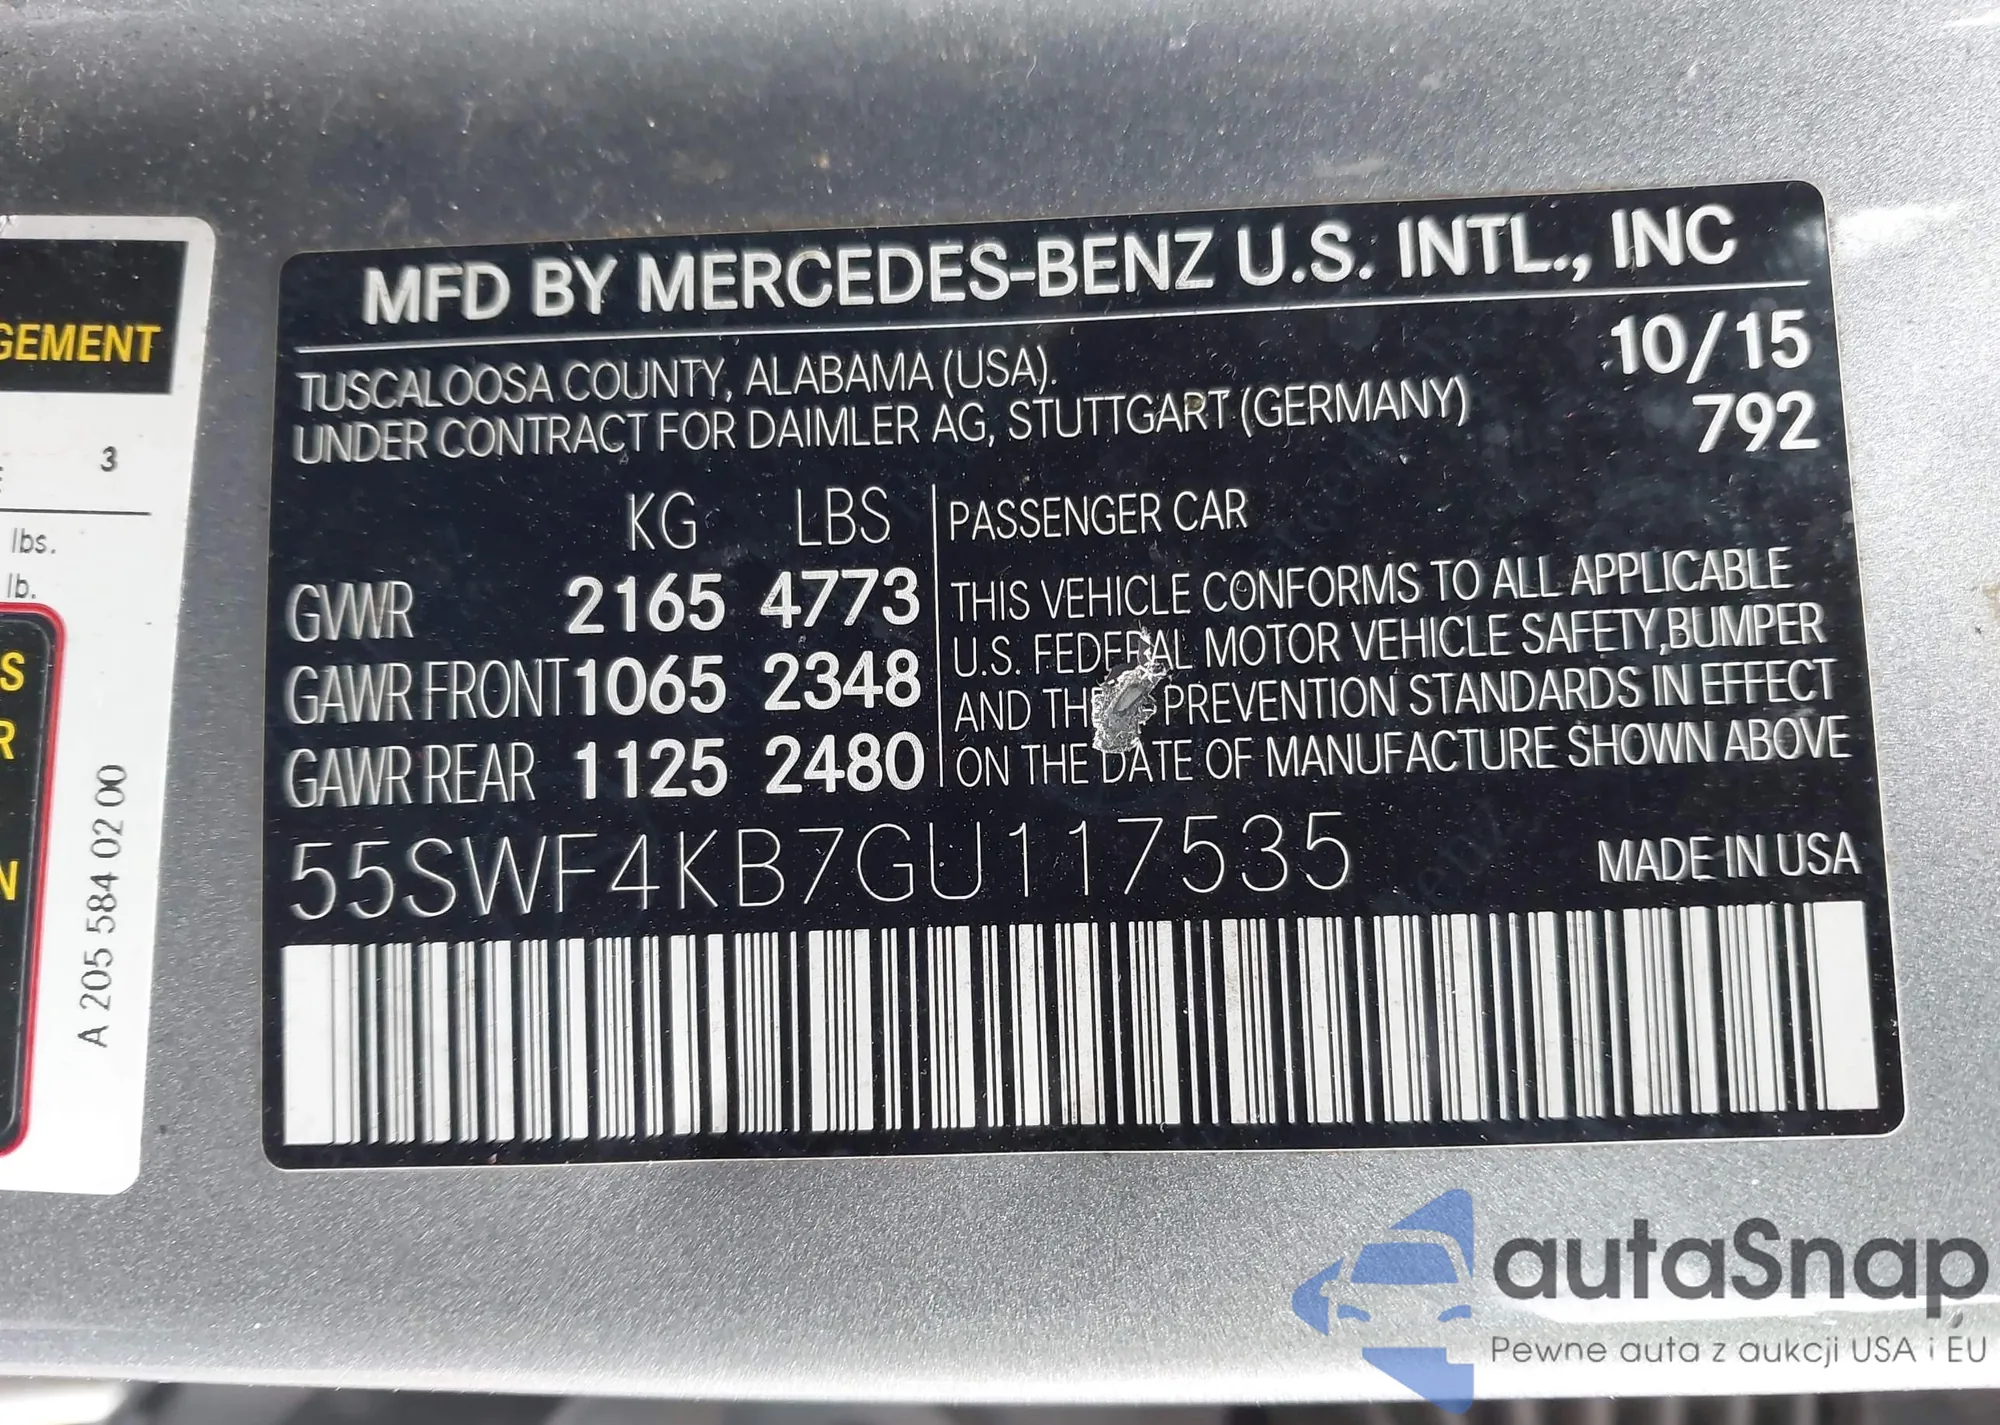 GEMENT
3
lbs.
lb.
S
R
N
A 205 584 02 00
MFD BY MERCEDES-BENZ U.S. INTL., INC
10/15
TUSCALOOSA COUNTY, ALABAMA (USA).
UNDER CONTRACT FOR DAIMLER AG, STUTTGART (GERMANY)
792
KG LBS
GVWR 2165 4773
GAWR FRONT 1065 2348
GAWR REAR 1125 2480
PASSENGER CAR
THIS VEHICLE CONFORMS TO ALL APPLICABLE
U.S. FEDERAL MOTOR VEHICLE SAFETY,BUMPER
AND PREVENTION STANDARDS IN EFFECT
ON THE DATE OF MANUFACTURE SHOWN ABOVE
55SWF4KB7GU117535
MADE IN USA
autaSnap
Pewne auta z aukcji USA i EU